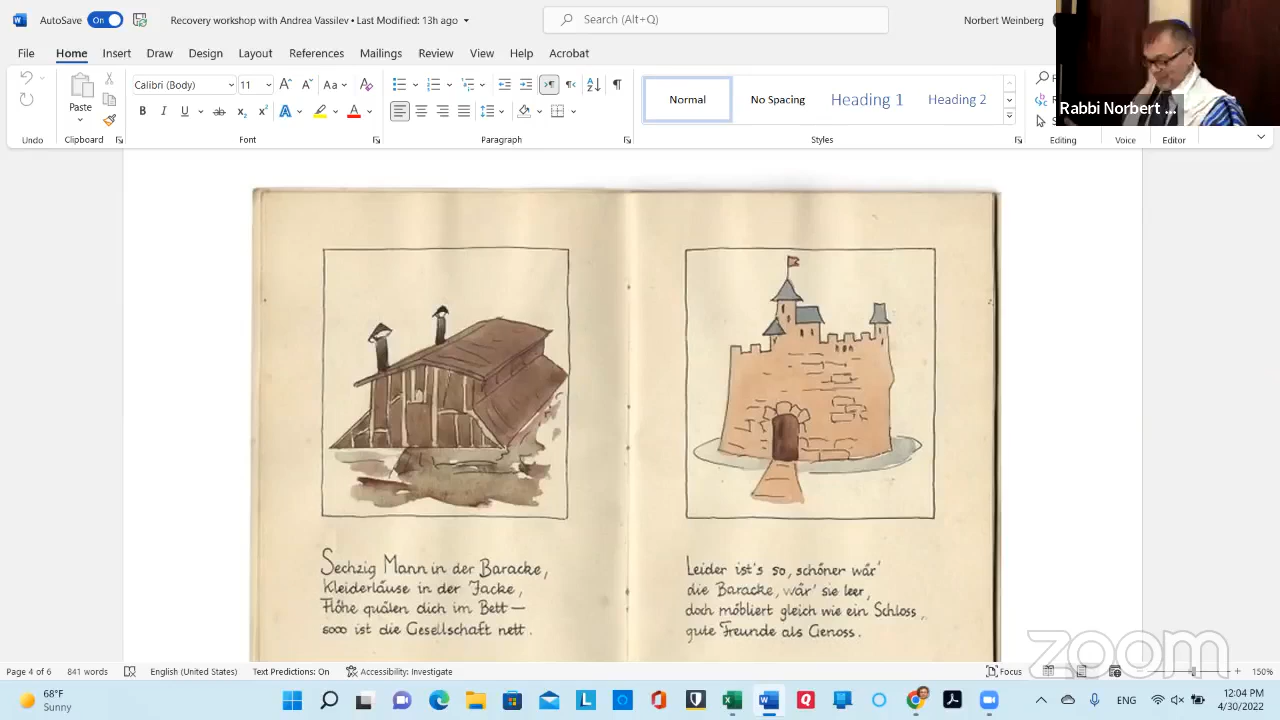 AutoSave On
Recovery workshop with Andrea Vassilev • Last Modified: 13h ago
Search (Alt+Q)
Norbert Weinberg
File Home Insert Draw Design Layout References Mailings Review View Help Acrobat
Calibri (Body) 11
Paste
Normal
No Spacing
Heading 1
Heading 2
Undo Clipboard Font Paragraph Styles Editing Voice Editor
Rabbi Norbert ...
Sechzig Mann in der Baracke,
Kleiderläuse in der Jacke,
Flöhe quälen dich im Bett —
sooo ist die Gesellschaft nett.
Leider ist's so, schöner wär'
die Baracke, wär' sie leer,
doch möbliert gleich wie ein Schloss,
gute Freunde als Genoss.
zoom
Page 4 of 6 841 words English (United States) Text Predictions: On Accessibility: Investigate Focus 150%
68°F
Sunny
ENG
12:04 PM
4/30/2022